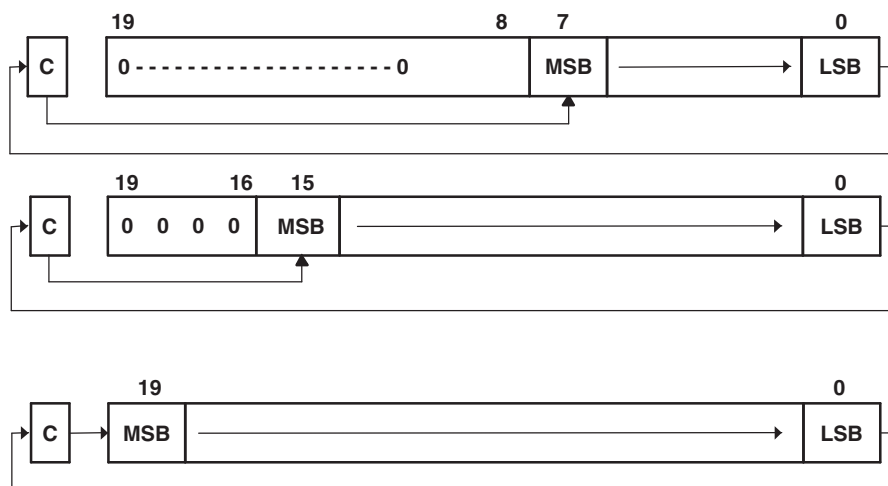 19 8 7 0
C 0 - - - - - - - - - - - - - - - - - - - - 0 MSB LSB
19 16 15 0
C 0 0 0 0 MSB LSB
19 0
C MSB LSB